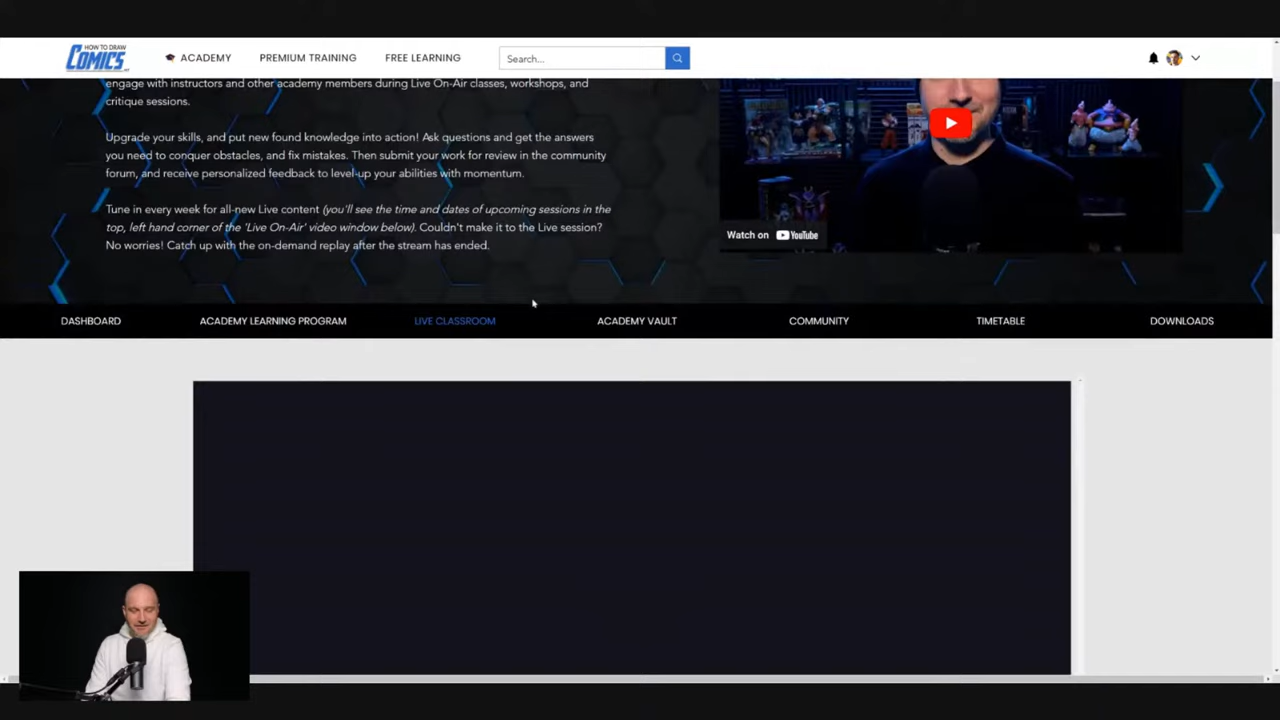 HOW TO DRAW
COMICS
ACADEMY
PREMIUM TRAINING
FREE LEARNING
Search...
engage with instructors and other academy members during Live On-Air classes, workshops, and
critique sessions.
Upgrade your skills, and put new found knowledge into action! Ask questions and get the answers
you need to conquer obstacles, and fix mistakes. Then submit your work for review in the community
forum, and receive personalized feedback to level-up your abilities with momentum.
Tune in every week for all-new Live content (you'll see the time and dates of upcoming sessions in the
top, left hand corner of the 'Live On-Air' video window below). Couldn't make it to the Live session?
No worries! Catch up with the on-demand replay after the stream has ended.
Watch on YouTube
DASHBOARD
ACADEMY LEARNING PROGRAM
LIVE CLASSROOM
ACADEMY VAULT
COMMUNITY
TIMETABLE
DOWNLOADS